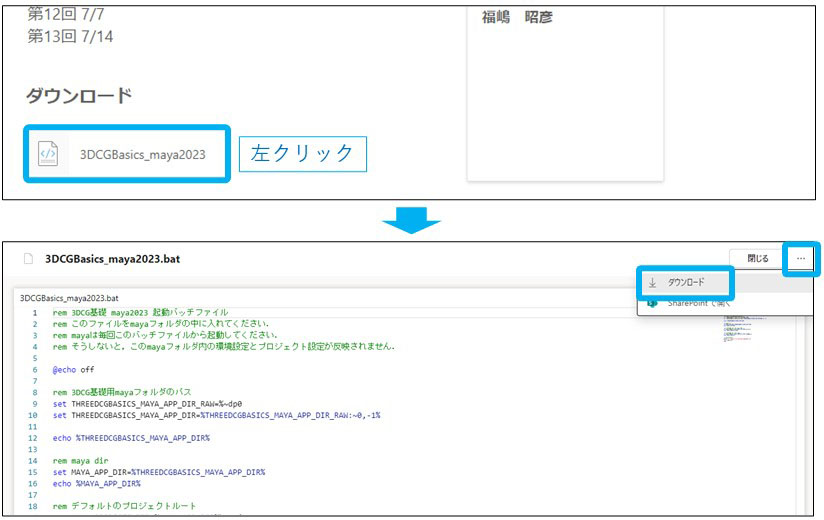 第12回 7/7
第13回 7/14
福嶋　昭彦
ダウンロード
3DCGBasics_maya2023
左クリック
3DCGBasics_maya2023.bat
閉じる
...
ダウンロード
SharePoint で開く
3DCGBasics_maya2023.bat
1 rem 3DCG基礎 maya2023 起動バッチファイル
2 rem このファイルをmayaフォルダの中に入れてください.
3 rem mayaは毎回このバッチファイルから起動してください.
4 rem そうしないと, このmayaフォルダ内の環境設定とプロジェクト設定が反映されません.
5
6 @echo off
7
8 rem 3DCG基礎用mayaフォルダのパス
9 set THREEDCGBASICS_MAYA_APP_DIR_RAW=%~dp0
10 set THREEDCGBASICS_MAYA_APP_DIR=%THREEDCGBASICS_MAYA_APP_DIR_RAW:~0,-1%
11
12 echo %THREEDCGBASICS_MAYA_APP_DIR%
13
14 rem maya dir
15 set MAYA_APP_DIR=%THREEDCGBASICS_MAYA_APP_DIR%
16 echo %MAYA_APP_DIR%
17
18 rem デフォルトのプロジェクトルート